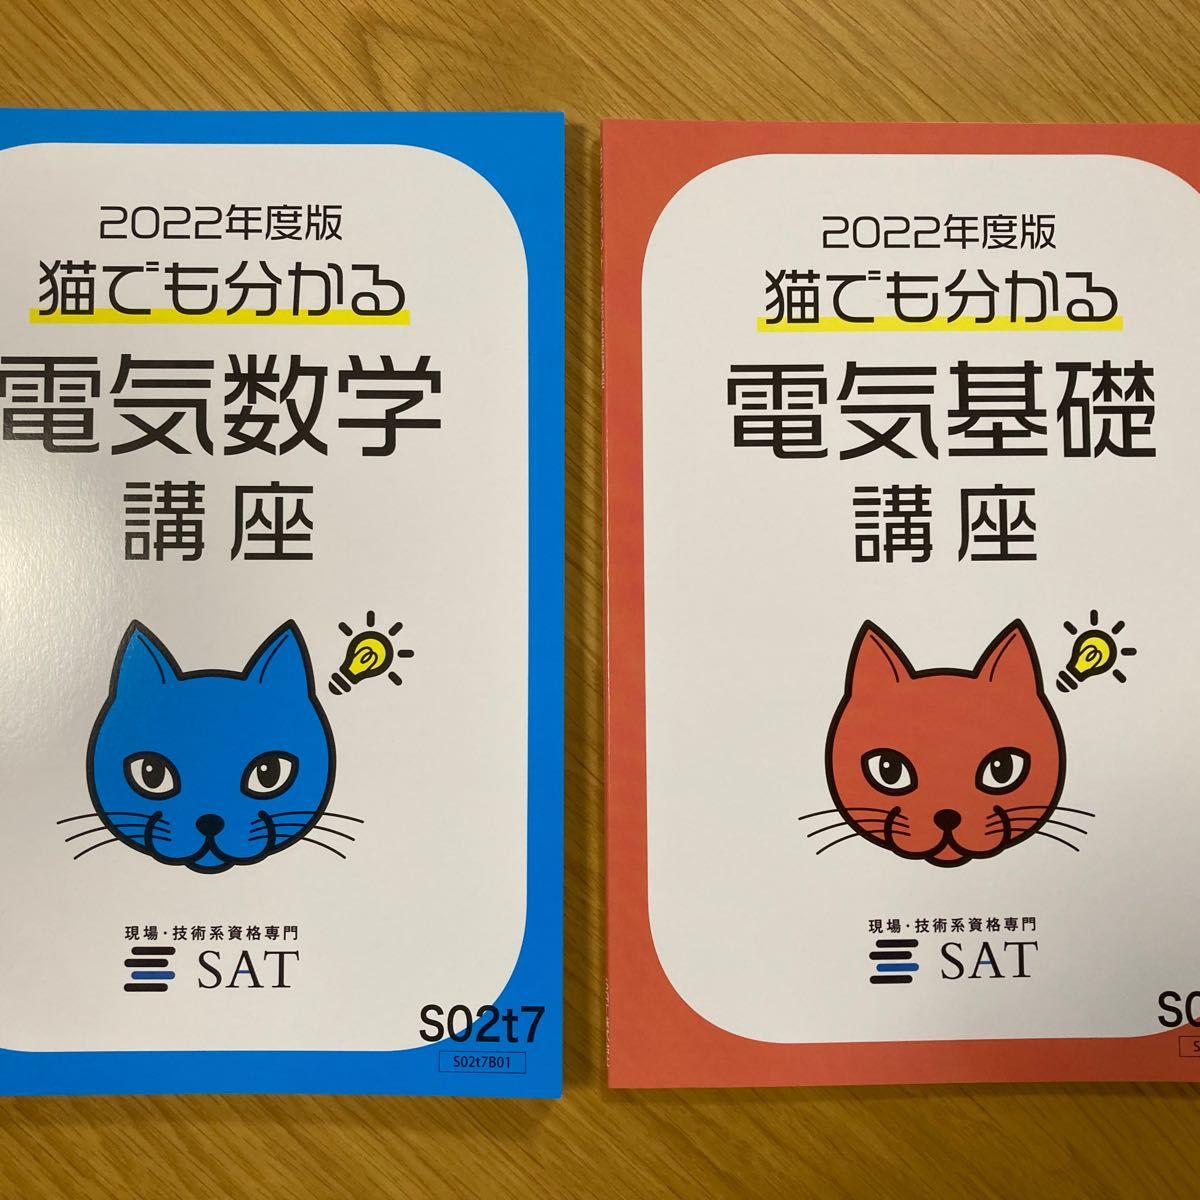 2022年度版
猫でも分かる
電気数学
講座
現場・技術系資格専門
SAT
S02t7
S02t7B01
2022年度版
猫でも分かる
電気基礎
講座
現場・技術系資格専門
SAT